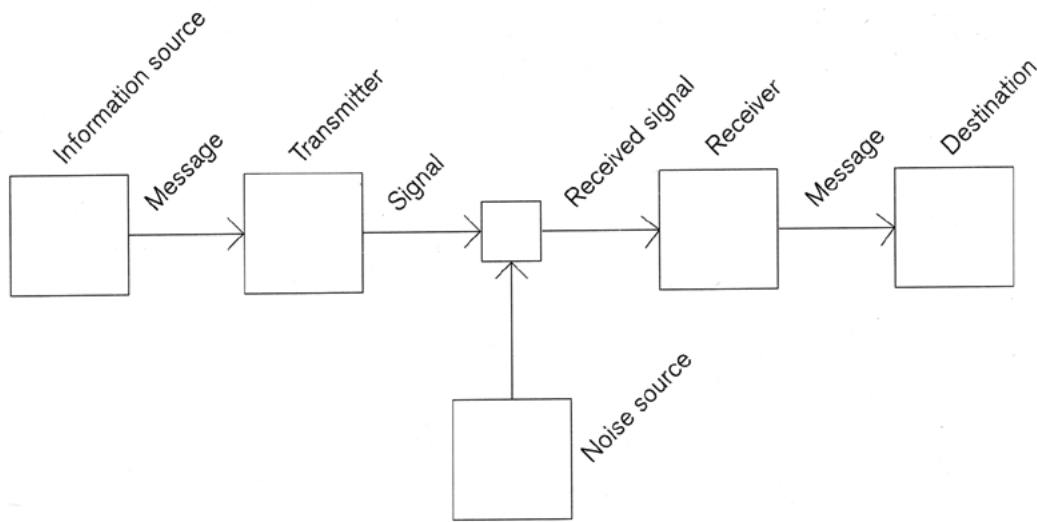 Information source
Message
Transmitter
Signal
Received signal
Receiver
Message
Destination
Noise source